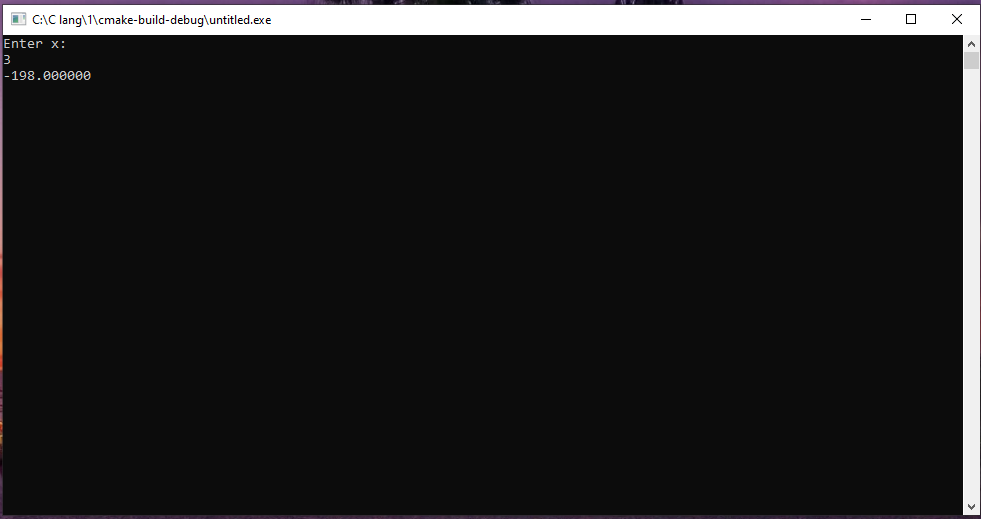 C:\C lang\1\cmake-build-debug\untitled.exe
Enter x:
3
-198.000000